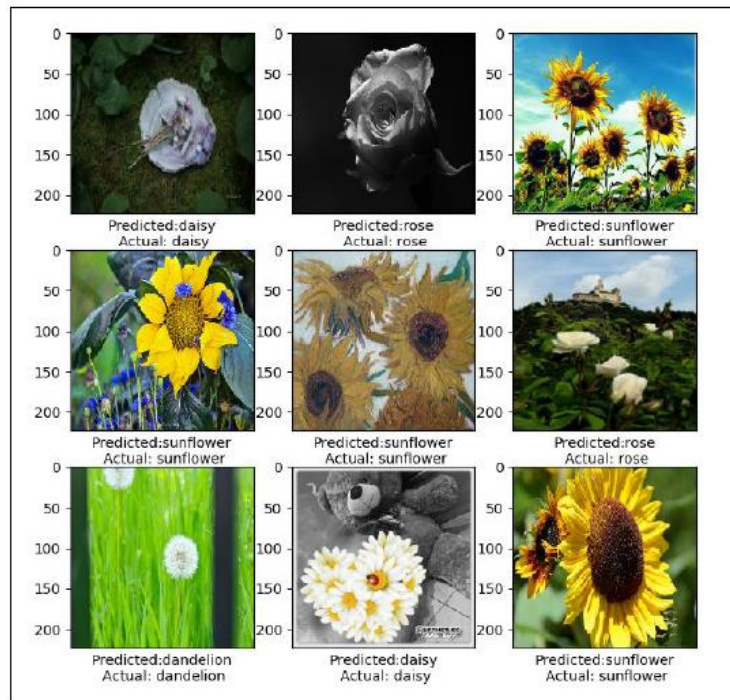 0
50
100
150
200
Predicted:daisy
Actual: daisy
0
50
100
150
200
Predicted:rose
Actual: rose
0
50
100
150
200
Predicted:sunflower
Actual: sunflower
0
50
100
150
200
Predicted:sunflower
Actual: sunflower
0
50
100
150
200
Predicted:sunflower
Actual: sunflower
0
50
100
150
200
Predicted:rose
Actual: rose
0
50
100
150
200
Predicted:dandelion
Actual: dandelion
0
50
100
150
200
Predicted:daisy
Actual: daisy
0
50
100
150
200
Predicted:sunflower
Actual: sunflower